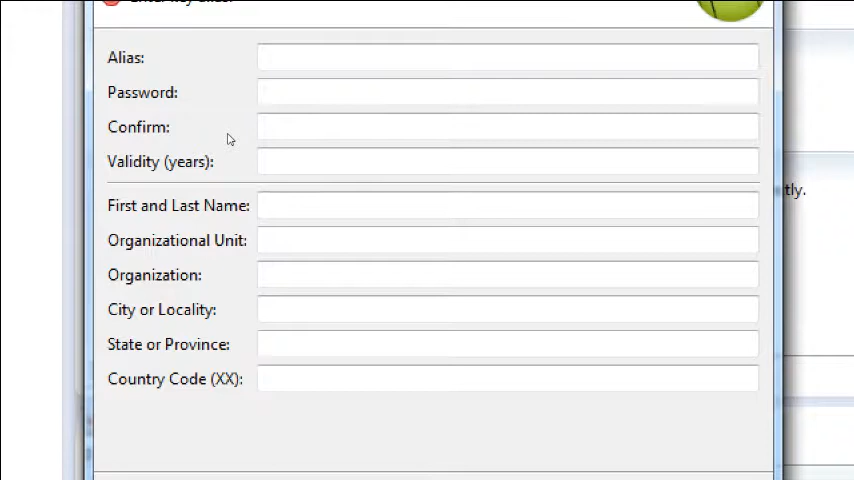 Alias:
Password:
Confirm:
Validity (years):
tly.
First and Last Name:
Organizational Unit:
Organization:
City or Locality:
State or Province:
Country Code (XX):